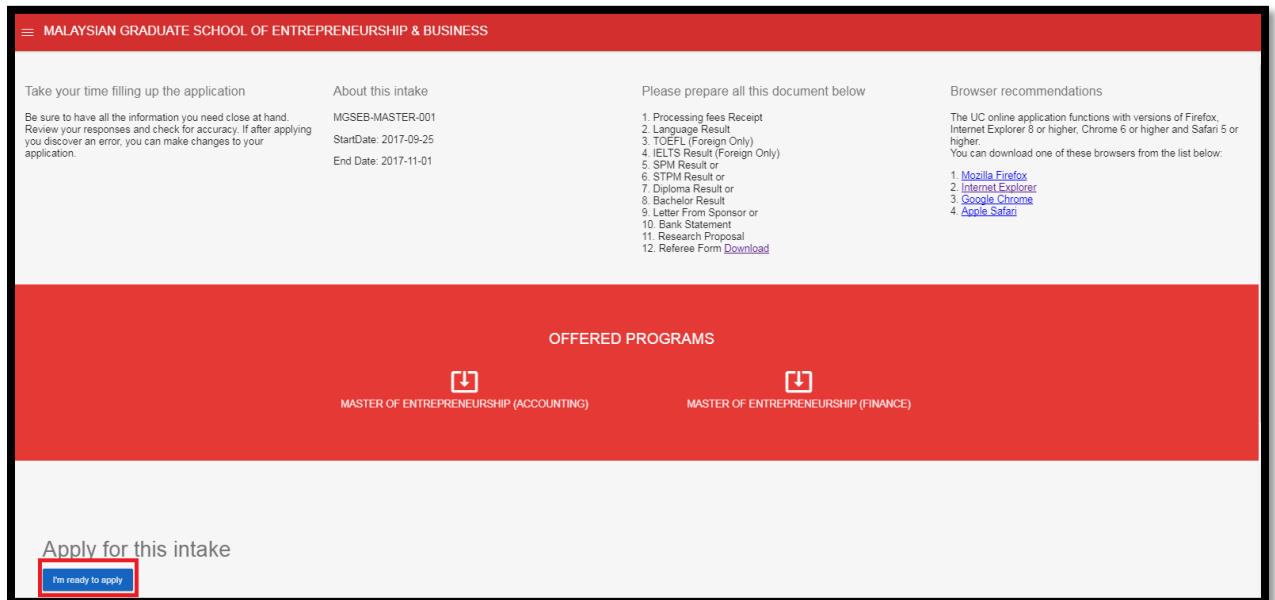 MALAYSIAN GRADUATE SCHOOL OF ENTREPRENEURSHIP & BUSINESS
Take your time filling up the application
Be sure to have all the information you need close at hand.
Review your responses and check for accuracy. If after applying
you discover an error, you can make changes to your
application.
About this intake
MGSEB-MASTER-001
StartDate: 2017-09-25
End Date: 2017-11-01
Please prepare all this document below
1. Processing fees Receipt
2. Language Result
3. TOEFL (Foreign Only)
4. IELTS Result (Foreign Only)
5. SPM Result or
6. STPM Result or
7. Diploma Result or
8. Bachelor Result
9. Letter From Sponsor or
10. Bank Statement
11. Research Proposal
12. Referee Form Download
Browser recommendations
The UC online application functions with versions of Firefox,
Internet Explorer 8 or higher, Chrome 6 or higher and Safari 5 or
higher.
You can download one of these browsers from the list below:
1. Mozilla Firefox
2. Internet Explorer
3. Google Chrome
4. Apple Safari
OFFERED PROGRAMS
MASTER OF ENTREPRENEURSHIP (ACCOUNTING)
MASTER OF ENTREPRENEURSHIP (FINANCE)
Apply for this intake
I'm ready to apply